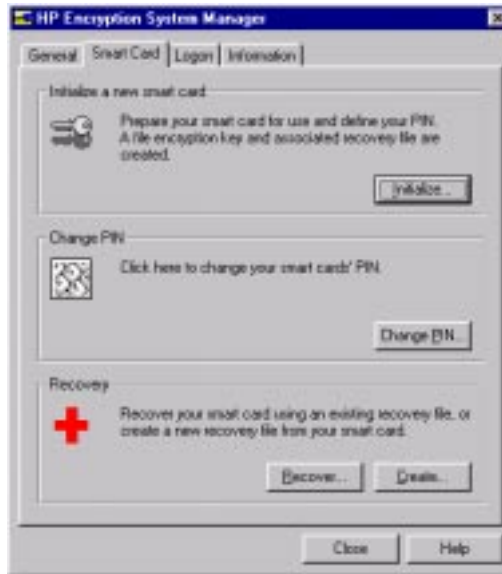 HP Encryption System Manager
General Smart Card Logon Information
Initialize a new smart card
Prepare your smart card for use and define your PIN.
A file encryption key and associated recovery file are
created.
Initialize...
Change PIN
Click here to change your smart cards' PIN.
Change PIN...
Recovery
Recover your smart card using an existing recovery file, or
create a new recovery file from your smart card.
Recover... Create...
Close Help